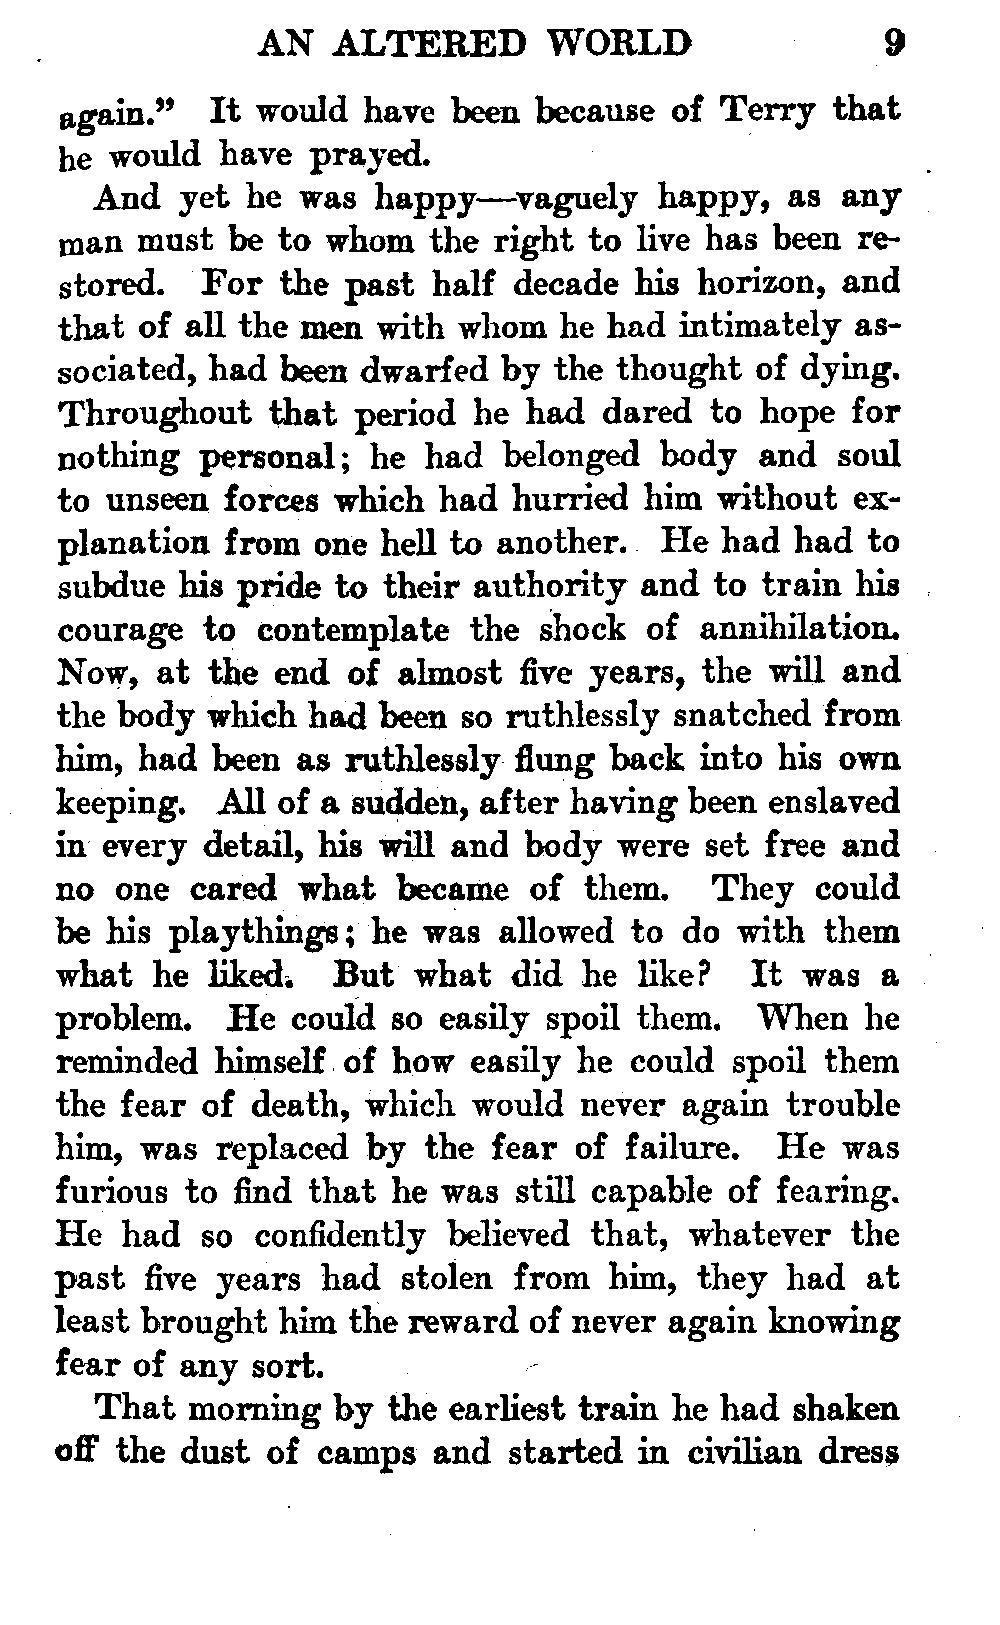 AN ALTERED WORLD 9
again." It would have been because of Terry that
he would have prayed.
And yet he was happy—vaguely happy, as any
man must be to whom the right to live has been re-
stored. For the past half decade his horizon, and
that of all the men with whom he had intimately as-
sociated, had been dwarfed by the thought of dying.
Throughout that period he had dared to hope for
nothing personal; he had belonged body and soul
to unseen forces which had hurried him without ex-
planation from one hell to another. He had had to
subdue his pride to their authority and to train his
courage to contemplate the shock of annihilation.
Now, at the end of almost five years, the will and
the body which had been so ruthlessly snatched from
him, had been as ruthlessly flung back into his own
keeping. All of a sudden, after having been enslaved
in every detail, his will and body were set free and
no one cared what became of them. They could
be his playthings; he was allowed to do with them
what he liked. But what did he like? It was a
problem. He could so easily spoil them. When he
reminded himself of how easily he could spoil them
the fear of death, which would never again trouble
him, was replaced by the fear of failure. He was
furious to find that he was still capable of fearing.
He had so confidently believed that, whatever the
past five years had stolen from him, they had at
least brought him the reward of never again knowing
fear of any sort.
That morning by the earliest train he had shaken
off the dust of camps and started in civilian dress